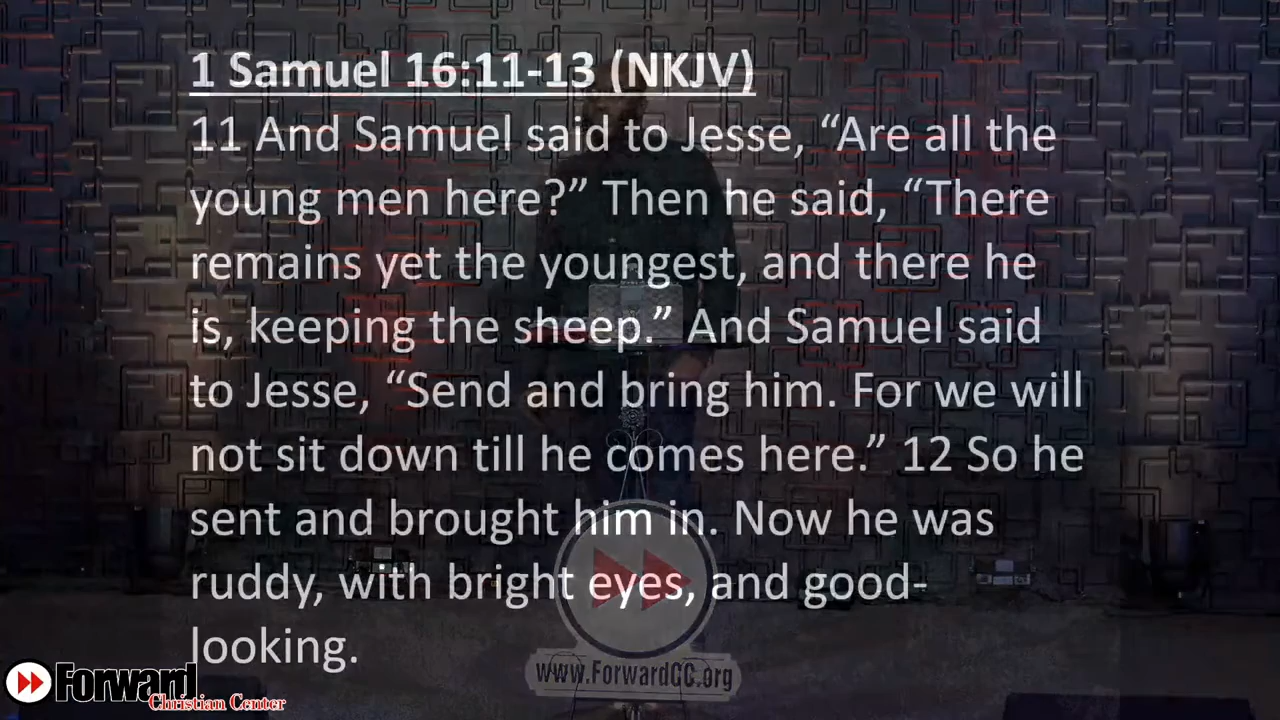 1 Samuel 16:11-13 (NKJV)
11 And Samuel said to Jesse, “Are all the
young men here?” Then he said, “There
remains yet the youngest, and there he
is, keeping the sheep.” And Samuel said
to Jesse, “Send and bring him. For we will
not sit down till he comes here.” 12 So he
sent and brought him in. Now he was
ruddy, with bright eyes, and good-
looking.
www.ForwardCC.org
Forward
Christian Center